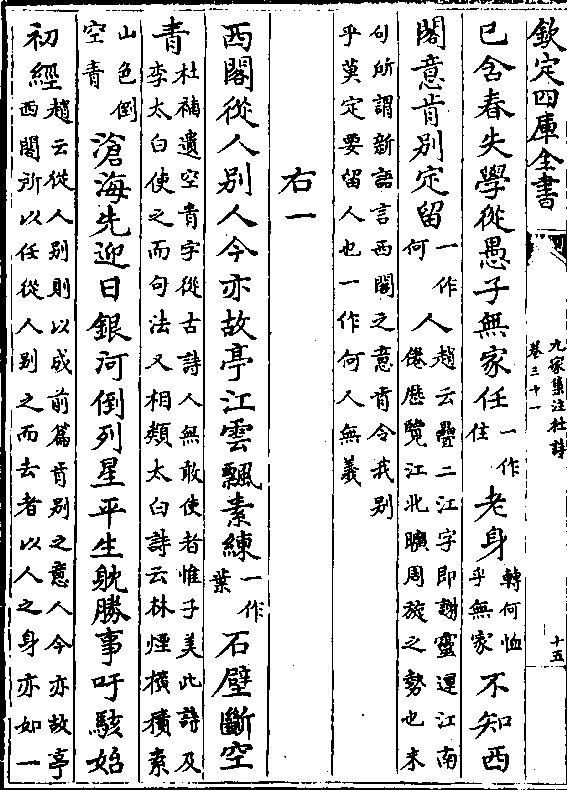 欽定四庫全書
九家集注杜詩
卷三十一
十五
已含春失學從愚子無家任一作住老身轉何恤乎無家不知西
閣意肯别定留一作何人趙云疊二江字即謝靈運江南倦歴覽江北曠周旋之勢也末
句所謂新語言西閣之意肯令我别
乎莫定要留人也一作何人無義
右一
西閣從人别人今亦故亭江雲飄素練一作葉石壁斷空
青杜補遺空青字從古詩人無敢使者惟子美此詩及李太白使之而句法又相類太白詩云林煙横積素
山色倒空青滄海先迎日銀河倒列星平生躭勝事吁駭始
初經趙云從人别則以成前篇肯别之意人今亦故亭西閣所以任從人别之而去者以人之身亦如一